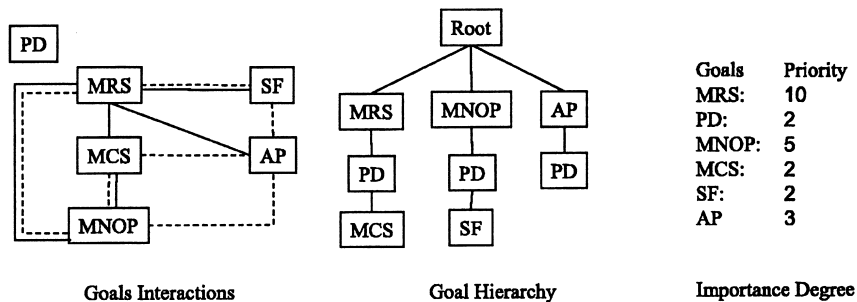 PD
MRS
SF
MCS
AP
MNOP
Goals Interactions
Root
MRS
MNOP
AP
PD
PD
PD
MCS
SF
Goal Hierarchy
Goals Priority
MRS: 10
PD: 2
MNOP: 5
MCS: 2
SF: 2
AP 3
Importance Degree